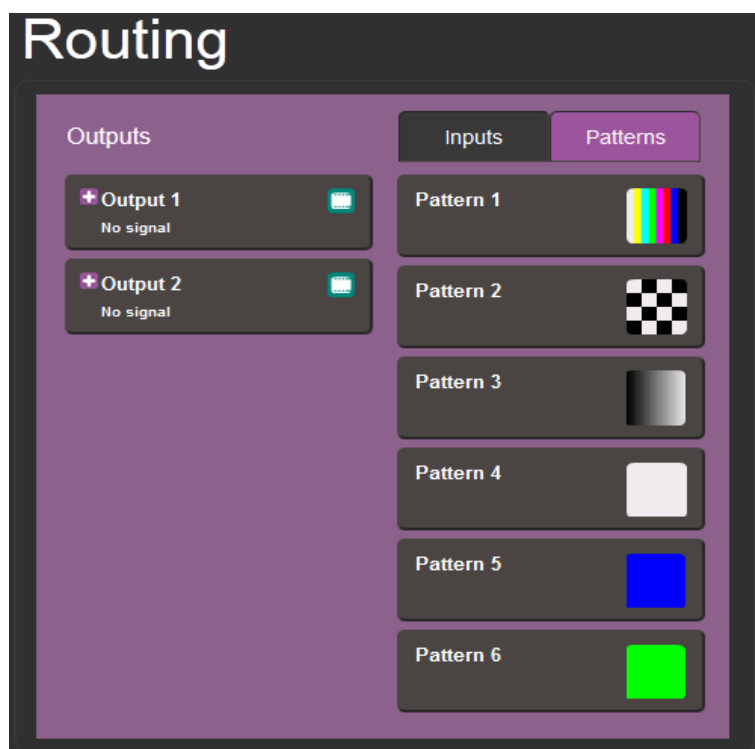 Routing
Outputs
Inputs
Patterns
Output 1
No signal
Output 2
No signal
Pattern 1
Pattern 2
Pattern 3
Pattern 4
Pattern 5
Pattern 6